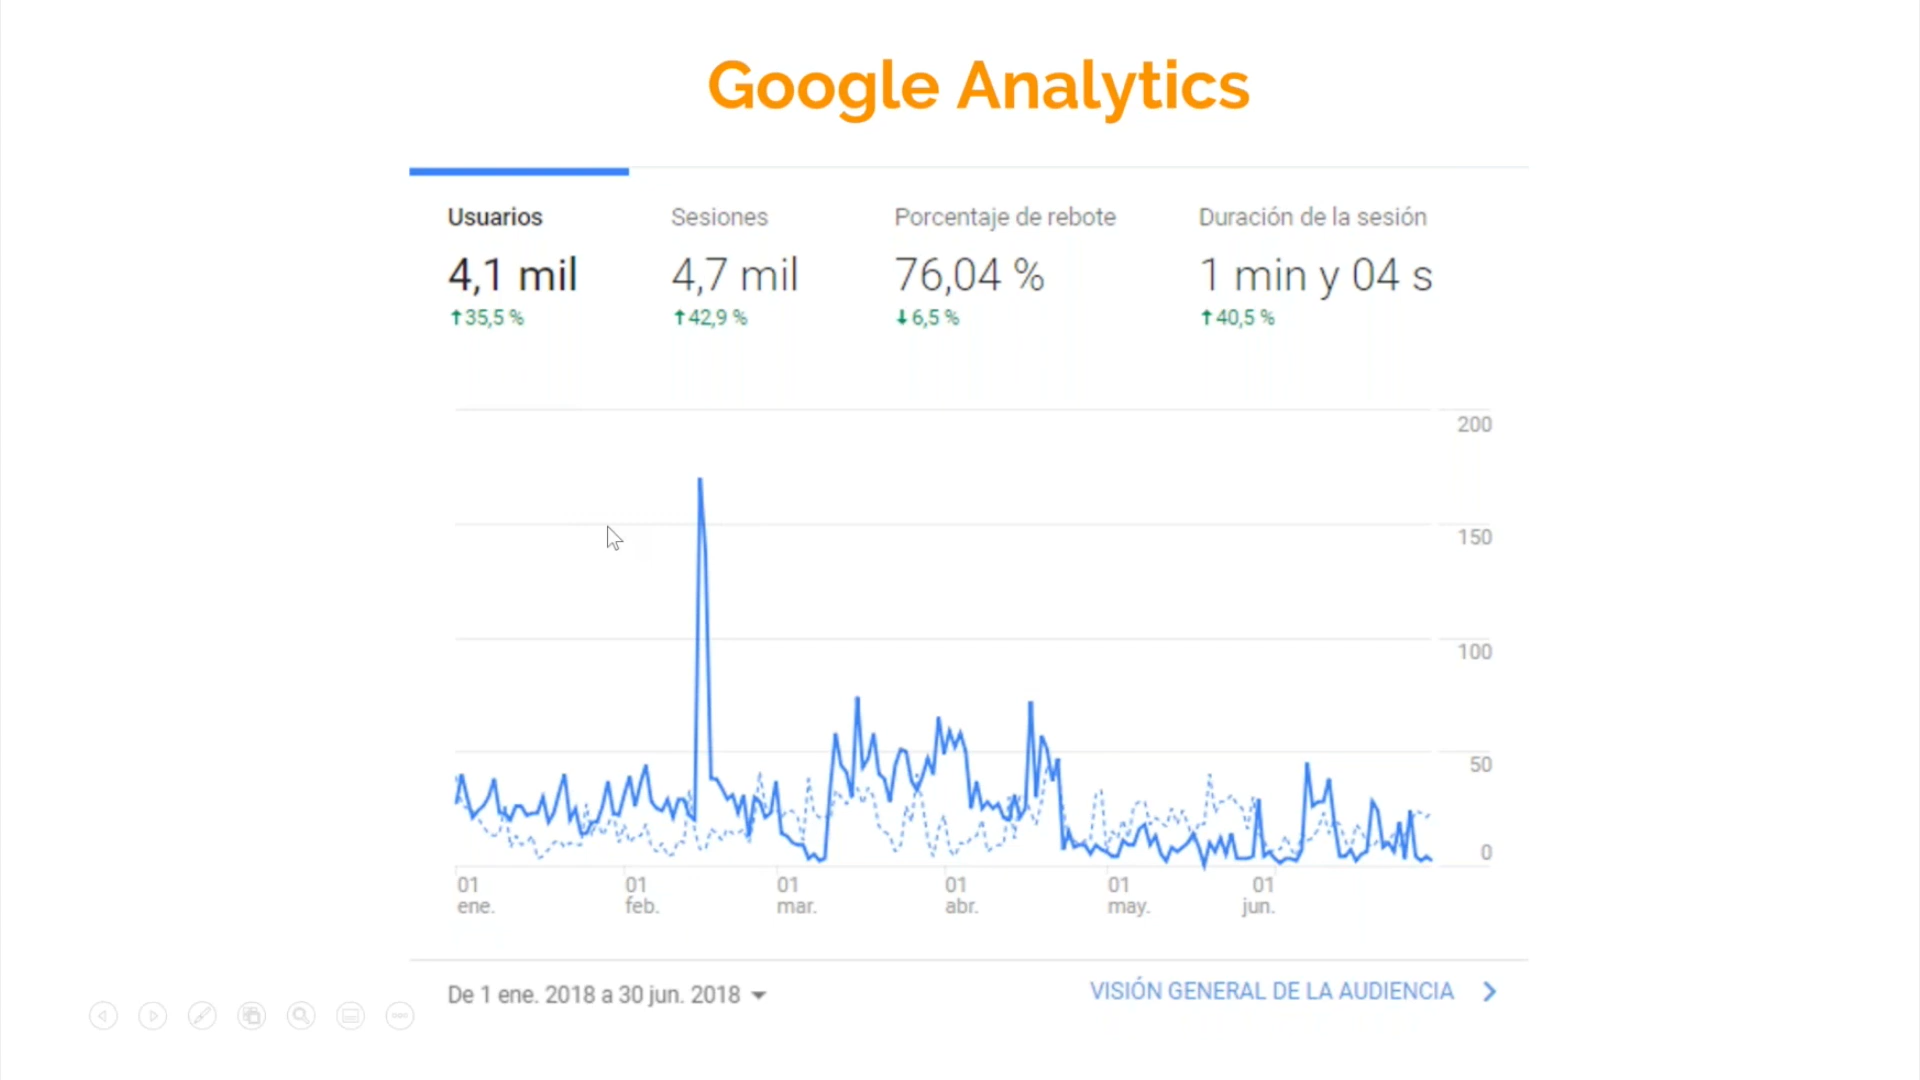 Google Analytics
Usuarios Sesiones Porcentaje de rebote Duración de la sesión
4,1 mil 4,7 mil 76,04 % 1 min y 04 s
↑35,5 % ↑42,9 % ↓6,5 % ↑40,5 %
200
150
100
50
0
01 01 01 01 01 01
ene. feb. mar. abr. may. jun.
De 1 ene. 2018 a 30 jun. 2018 VISIÓN GENERAL DE LA AUDIENCIA